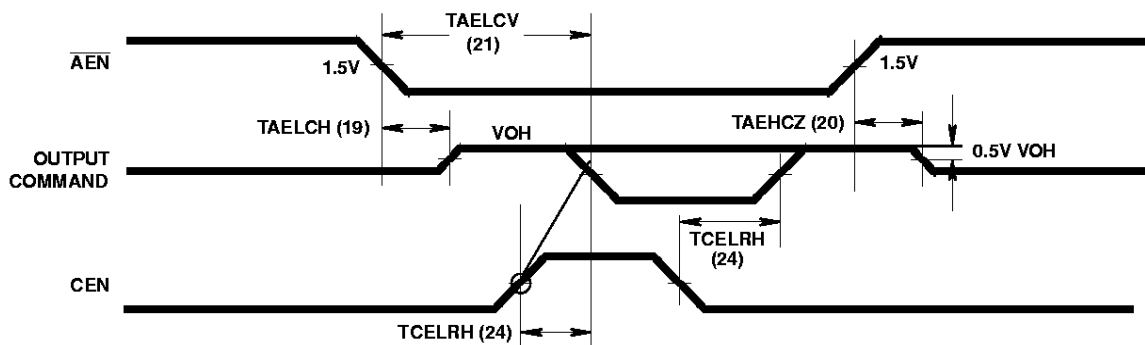 TAELCV
(21)
AEN
1.5V
1.5V
TAELCH (19)
VOH
TAEHCZ (20)
0.5V VOH
OUTPUT
COMMAND
TCELRH
(24)
CEN
TCELRH (24)